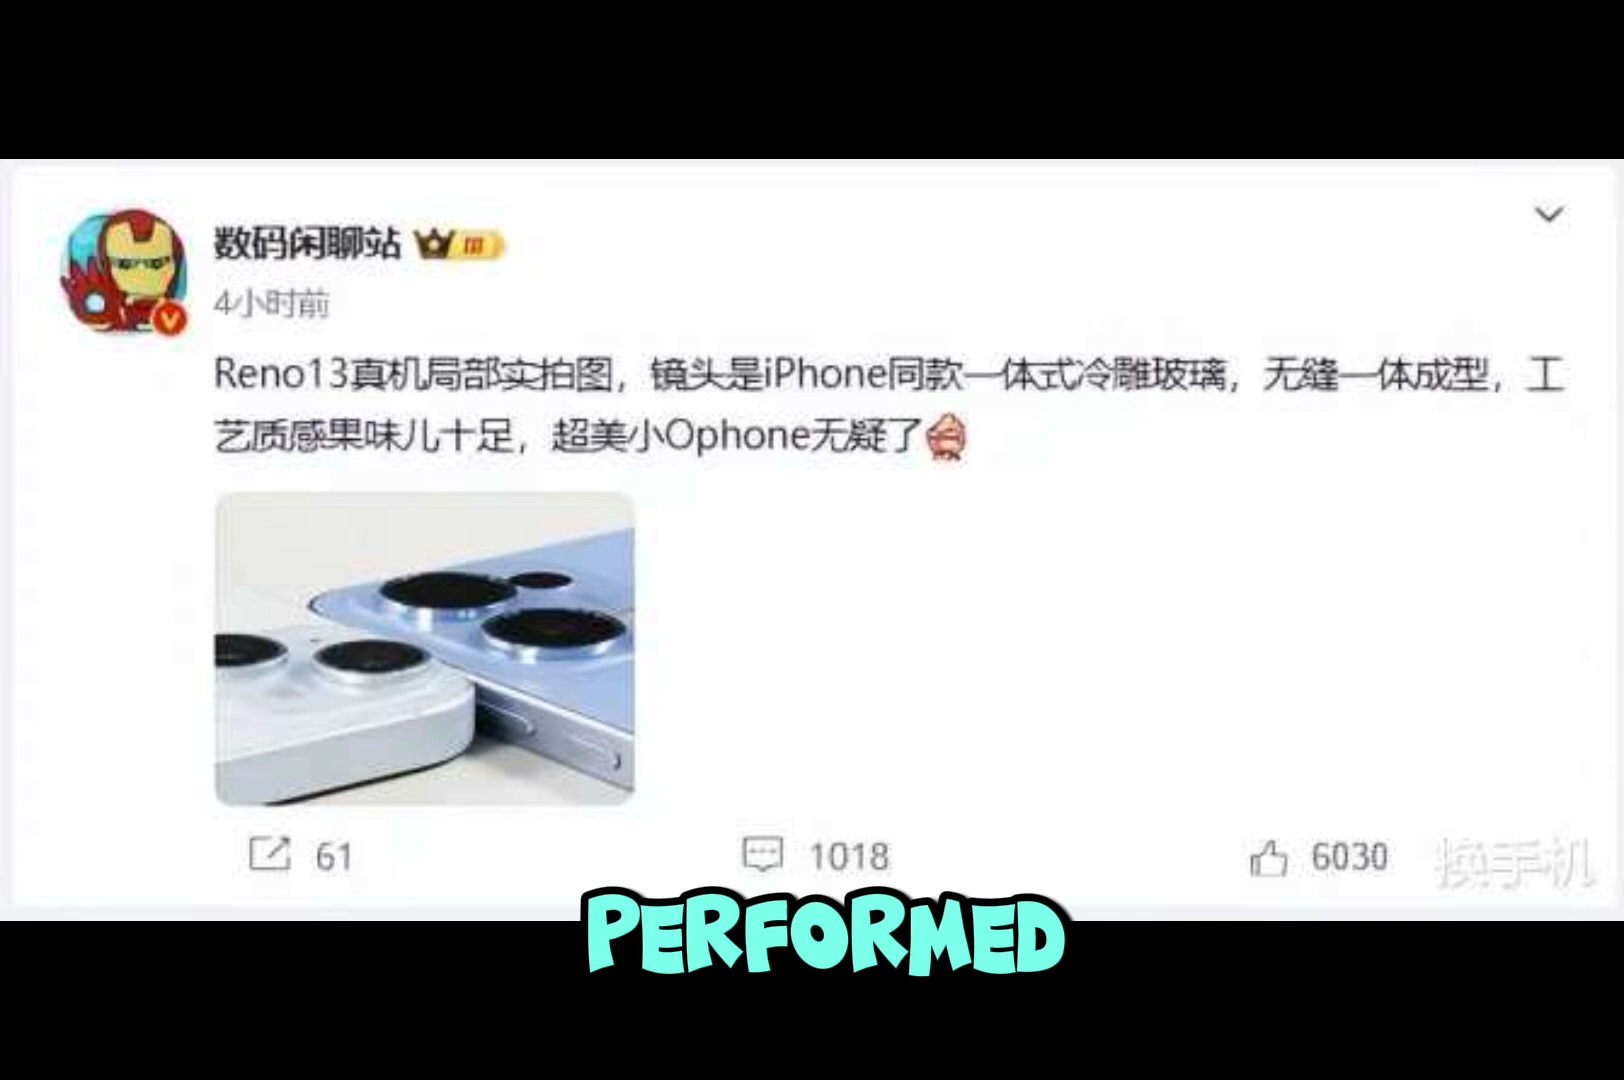 数码闲聊站 III
4小时前
Reno13真机局部实拍图，镜头是iPhone同款一体式冷雕玻璃，无缝一体成型，工
艺质感果味儿十足，超美小Ophone无疑了
61 1018 6030 换手机
PERFORMED